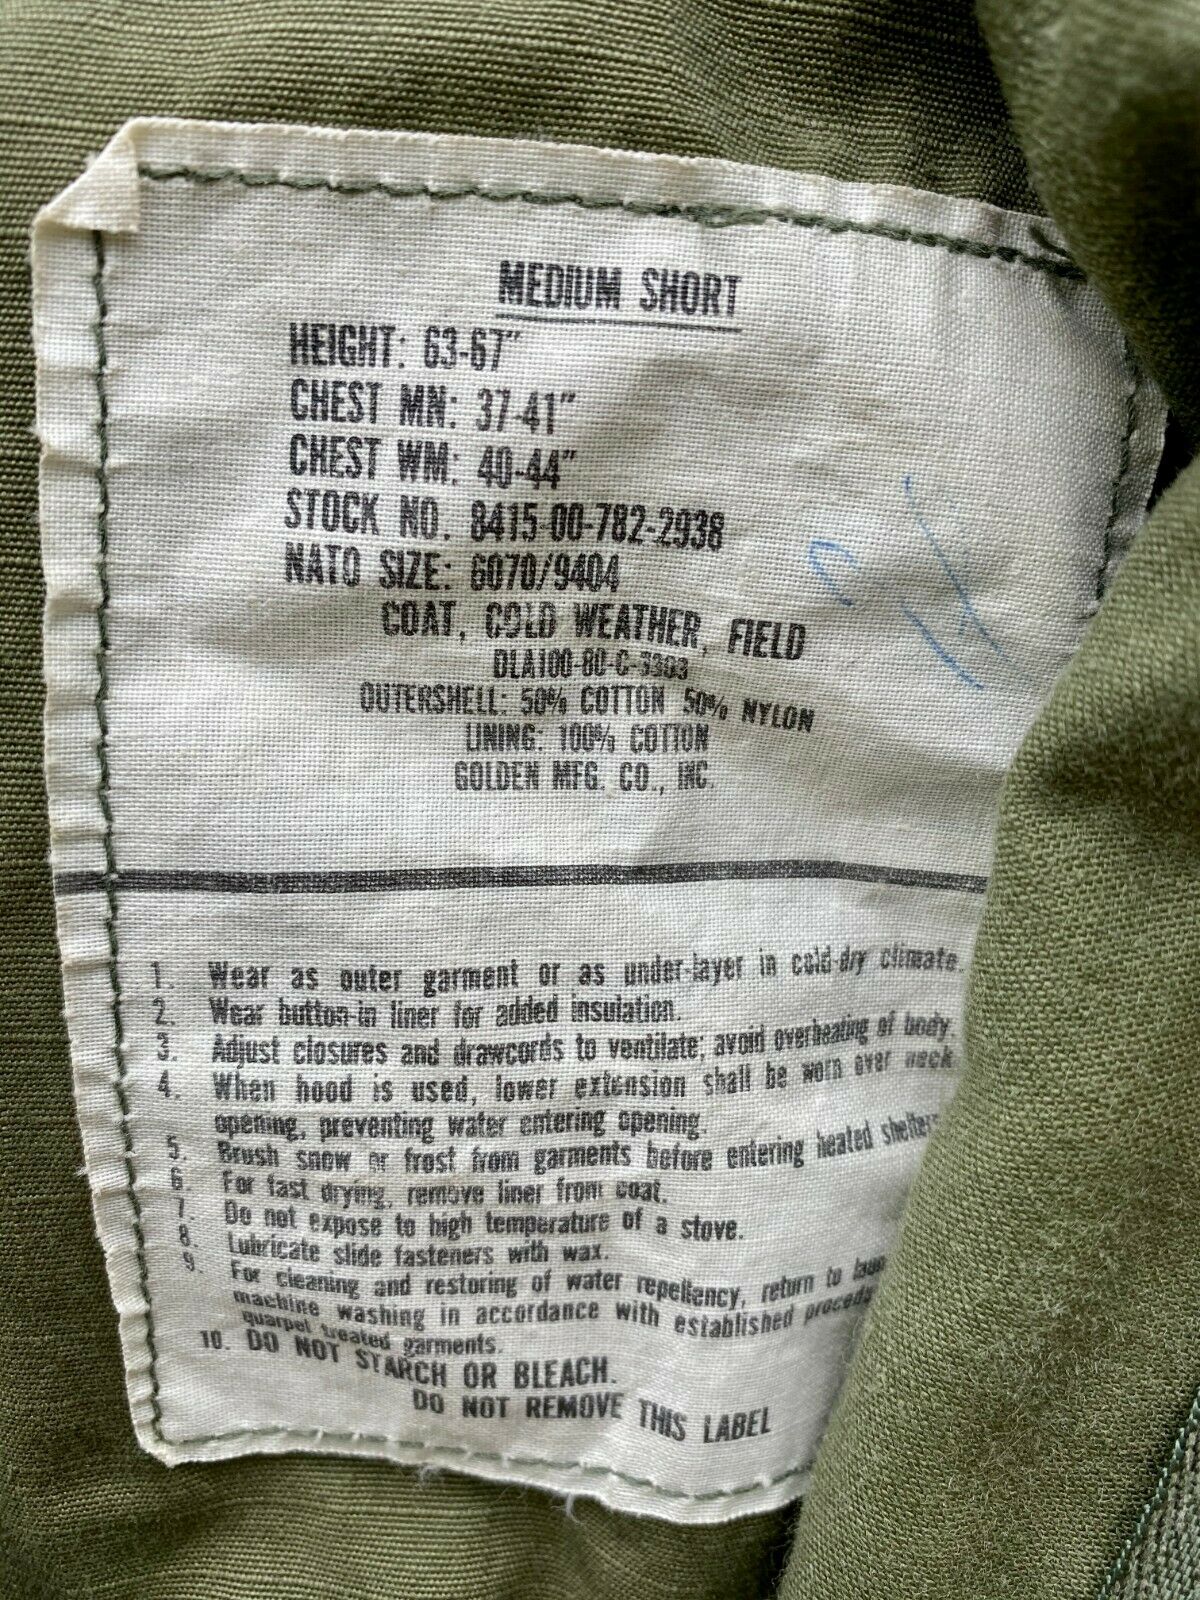 MEDIUM SHORT
HEIGHT: 63-67"
CHEST MN: 37-41"
CHEST WM: 40-44"
STOCK NO. 8415-00-782-2938
NATO SIZE: 6070/9404
COAT, COLD WEATHER, FIELD
DLA100-80-C-3303
OUTERSHELL: 50% COTTON 50% NYLON
LINING: 100% COTTON
GOLDEN MFG. CO., INC.
1. Wear as outer garment or as under-layer in cold-dry climate.
2. Wear button-in liner for added insulation.
3. Adjust closures and drawcords to ventilate; avoid overheating of body.
4. When hood is used, lower extension shall be worn over neck
opening, preventing water entering opening.
5. Brush snow or frost from garments before entering heated shelters.
6. For fast drying, remove liner from coat.
7. Do not expose to high temperature of a stove.
8. Lubricate slide fasteners with wax.
9. For cleaning and restoring of water repellency, return to
machine washing in accordance with established
quarpel treated garments.
10. DO NOT STARCH OR BLEACH.
DO NOT REMOVE THIS LABEL